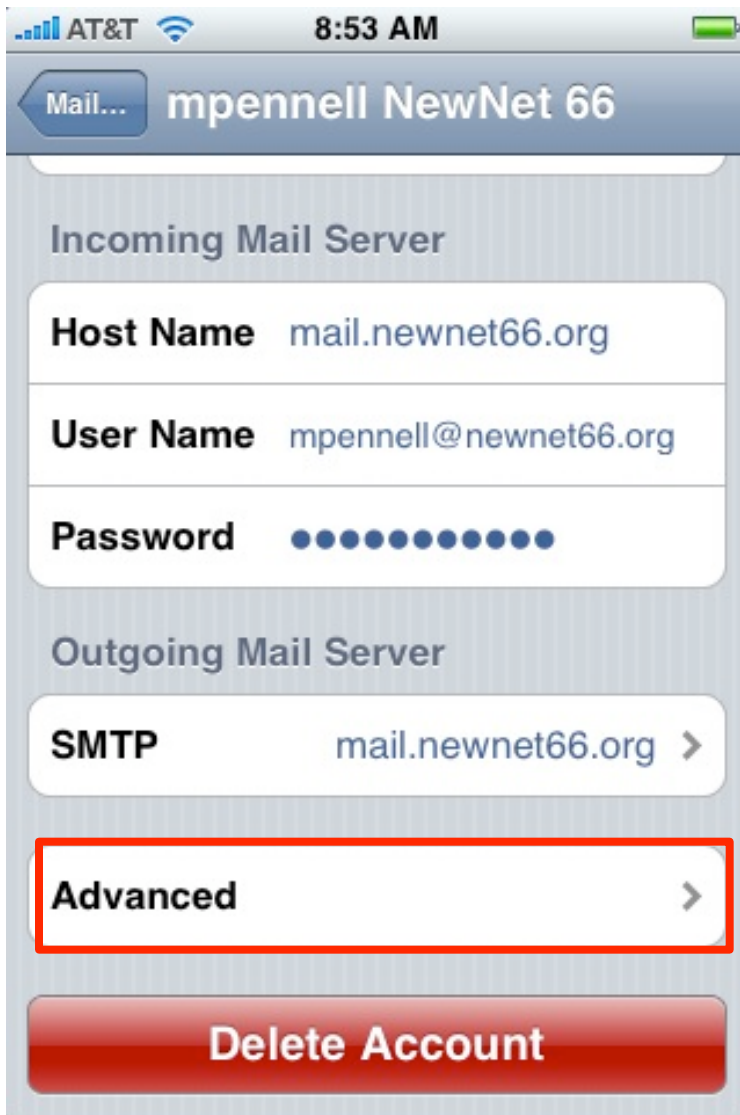 AT&T 8:53 AM
Mail... mpennell NewNet 66
Incoming Mail Server
Host Name mail.newnet66.org
User Name mpennell@newnet66.org
Password ●●●●●●●●●●●
Outgoing Mail Server
SMTP mail.newnet66.org
Advanced
Delete Account